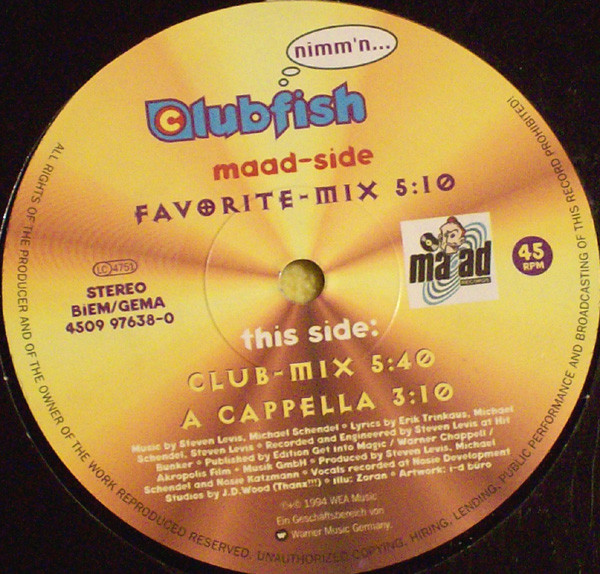 nimm'n...
Clubfish
maad-side
FAVORITE-MIX 5:10
LC 4751
STEREO
BIEM/GEMA
4509 97638-0
maad
RECORDS
45
RPM
this side:
CLUB-MIX 5:40
A CAPPELLA 3:10
Music by Steven Levis, Michael Schendel ° Lyrics by Erik Trinkaus, Michael
Schendel, Steven Levis ° Recorded and Engineered by Steven Levis at Hit
Bunker ° Published by Edition Get into Magic / Warner Chappell /
Akropolis Film + Musik GmbH ° Produced by Steven Levis, Michael
Schendel and Nosie Katzmann ° Vocals recorded at Nosie Development
Studios by J.D.Wood (Thanx!!!) ° Illu: Zoran ° Artwork: i-d büro
℗+© 1994 WEA Music
Ein Geschäftsbereich von
Warner Music Germany.
ALL RIGHTS OF THE PRODUCER AND OF THE OWNER OF THE WORK REPRODUCED RESERVED. UNAUTHORIZED COPYING, HIRING, LENDING, PUBLIC PERFORMANCE AND BROADCASTING OF THIS RECORD PROHIBITED!